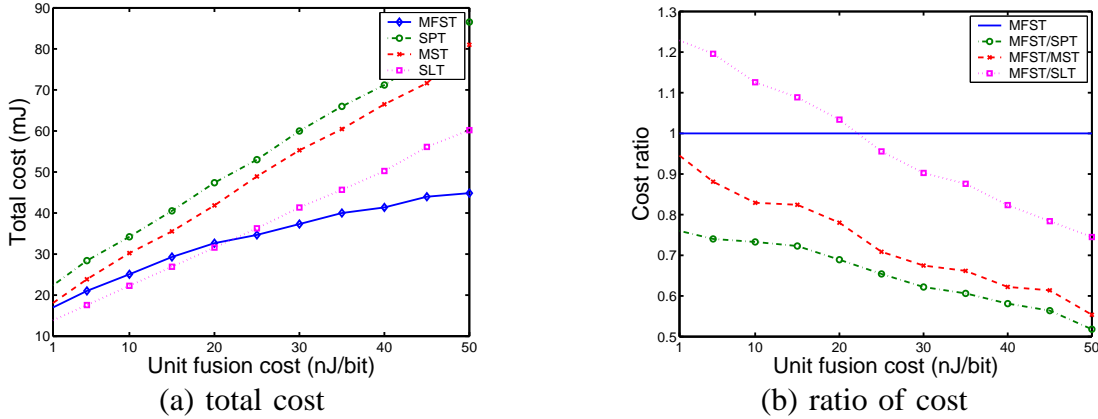 Total cost (mJ)
90
80
70
60
50
40
30
20
10
1
10
20
30
40
50
Unit fusion cost (nJ/bit)
MFST
SPT
MST
SLT
(a) total cost
Cost ratio
1.3
1.2
1.1
1
0.9
0.8
0.7
0.6
0.5
1
10
20
30
40
50
Unit fusion cost (nJ/bit)
MFST
MFST/SPT
MFST/MST
MFST/SLT
(b) ratio of cost